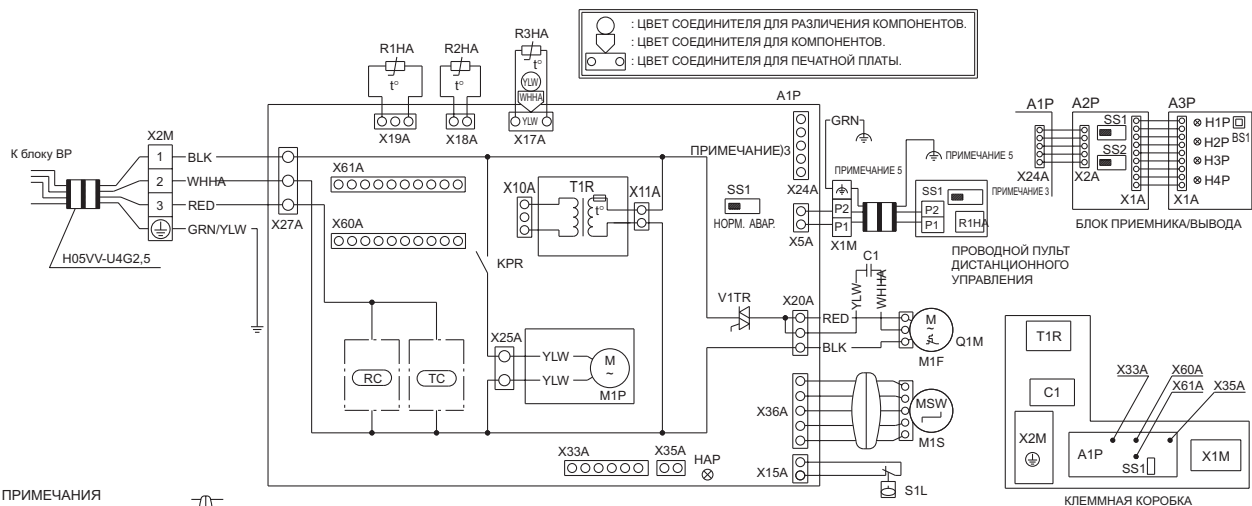 : ЦВЕТ СОЕДИНИТЕЛЯ ДЛЯ РАЗЛИЧЕНИЯ КОМПОНЕНТОВ.
: ЦВЕТ СОЕДИНИТЕЛЯ ДЛЯ КОМПОНЕНТОВ.
: ЦВЕТ СОЕДИНИТЕЛЯ ДЛЯ ПЕЧАТНОЙ ПЛАТЫ.
R1HA
t°
X19A
R2HA
t°
X18A
R3HA
t°
YLW
WHHA
YLW
X17A
A1P
К блоку ВР
H05VV-U4G2,5
X2M
1
2
3
BLK
WHHA
RED
GRN/YLW
X27A
X61A
X60A
X10A
T1R
t°
X11A
KPR
RC
TC
X25A
YLW
YLW
M
~
M1P
X33A
X35A
HAP
SS1
НОРМ. АВАР.
ПРИМЕЧАНИЕ)3
X24A
X5A
V1TR
X20A
X36A
X15A
GRN
ПРИМЕЧАНИЕ 5
P2
P1
X1M
ПРИМЕЧАНИЕ 5
SS1
P2
P1
R1HA
ПРИМЕЧАНИЕ 3
ПРОВОДНОЙ ПУЛЬТ
ДИСТАНЦИОННОГО
УПРАВЛЕНИЯ
C1
YLW
WHHA
RED
BLK
M
~
Q1M
M1F
MSW
M1S
S1L
A1P
X24A
A2P
SS1
SS2
X2A
X1A
A3P
H1P
BS1
H2P
H3P
H4P
X1A
БЛОК ПРИЕМНИКА/ВЫВОДА
T1R
C1
X2M
X33A
X60A
X61A
X35A
A1P
SS1
X1M
КЛЕММНАЯ КОРОБКА
ПРИМЕЧАНИЯ